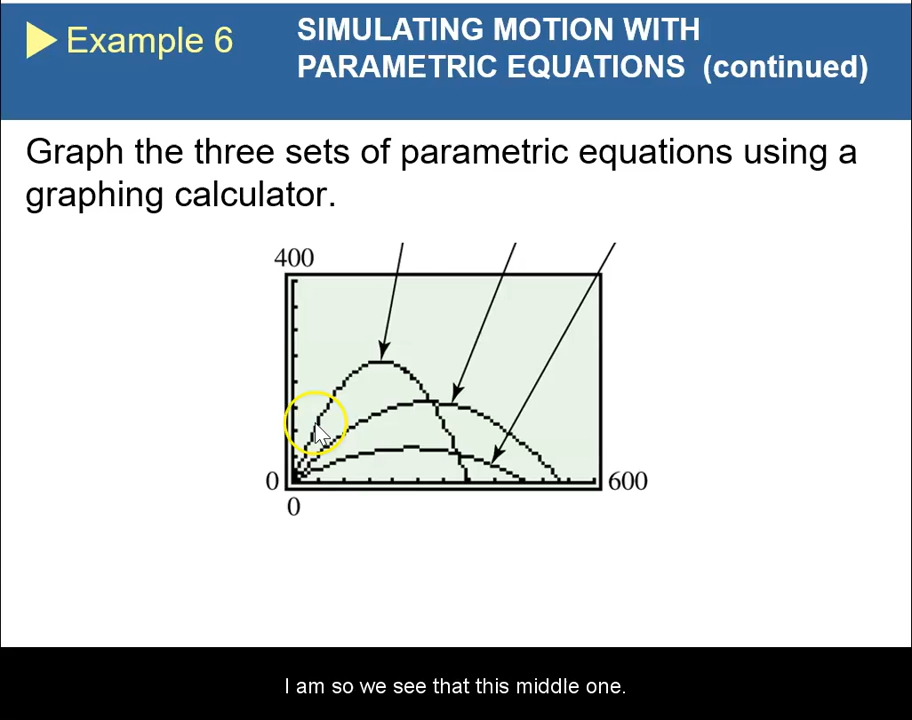 Example 6
SIMULATING MOTION WITH
PARAMETRIC EQUATIONS (continued)
Graph the three sets of parametric equations using a
graphing calculator.
400
0
600
0
I am so we see that this middle one.